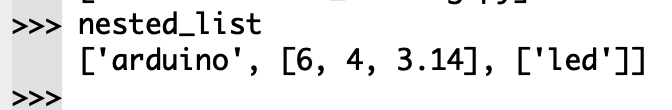 >>> nested_list
['arduino', [6, 4, 3.14], ['led']]
>>>